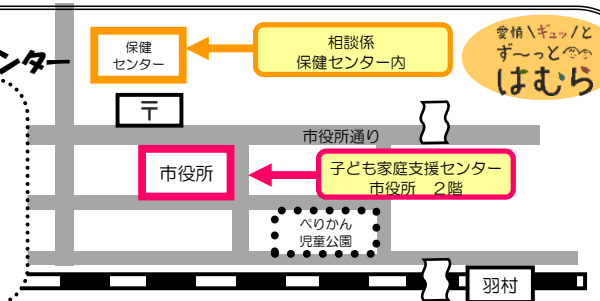 ンター
保健
センター
相談係
保健センター内
愛情\ギュッ/と
ず~っと
はむら
〒
市役所通り
市役所
子ども家庭支援センター
市役所 2階
ぺりかん
児童公園
羽村